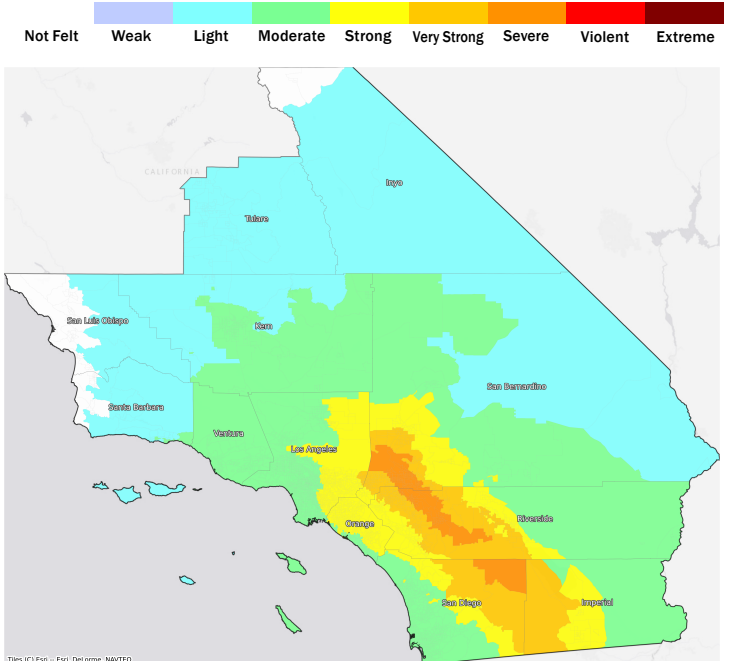 Not Felt Weak Light Moderate Strong Very Strong Severe Violent Extreme
CALIFORNIA
Inyo
Tulare
San Luis Obispo
Kern
San Bernardino
Santa Barbara
Ventura
Los Angeles
Riverside
Orange
San Diego
Imperial
Tiles (C) Esri -- Esri, DeLorme, NAVTEQ